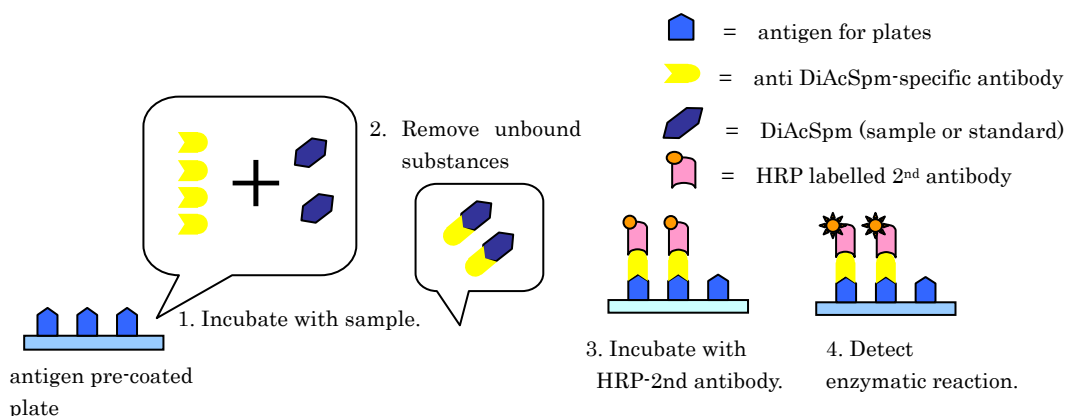 = antigen for plates
= anti DiAcSpm-specific antibody
= DiAcSpm (sample or standard)
= HRP labelled 2nd antibody
2. Remove unbound
substances
1. Incubate with sample.
antigen pre-coated
plate
3. Incubate with
HRP-2nd antibody.
4. Detect
enzymatic reaction.